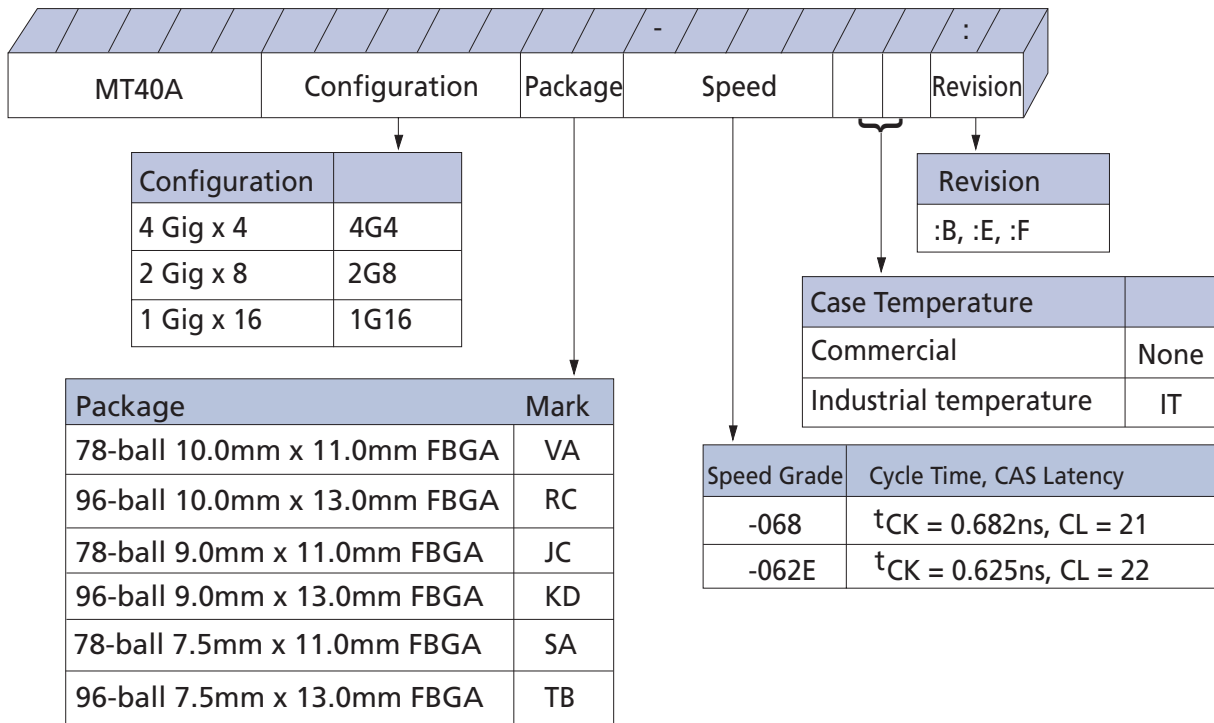 - :
MT40A Configuration Package Speed Revision
Configuration
4 Gig x 4 4G4
2 Gig x 8 2G8
1 Gig x 16 1G16
Revision
:B, :E, :F
Case Temperature
Commercial None
Industrial temperature IT
Package Mark
78-ball 10.0mm x 11.0mm FBGA VA
96-ball 10.0mm x 13.0mm FBGA RC
78-ball 9.0mm x 11.0mm FBGA JC
96-ball 9.0mm x 13.0mm FBGA KD
78-ball 7.5mm x 11.0mm FBGA SA
96-ball 7.5mm x 13.0mm FBGA TB
Speed Grade Cycle Time, CAS Latency
-068 tCK = 0.682ns, CL = 21
-062E tCK = 0.625ns, CL = 22